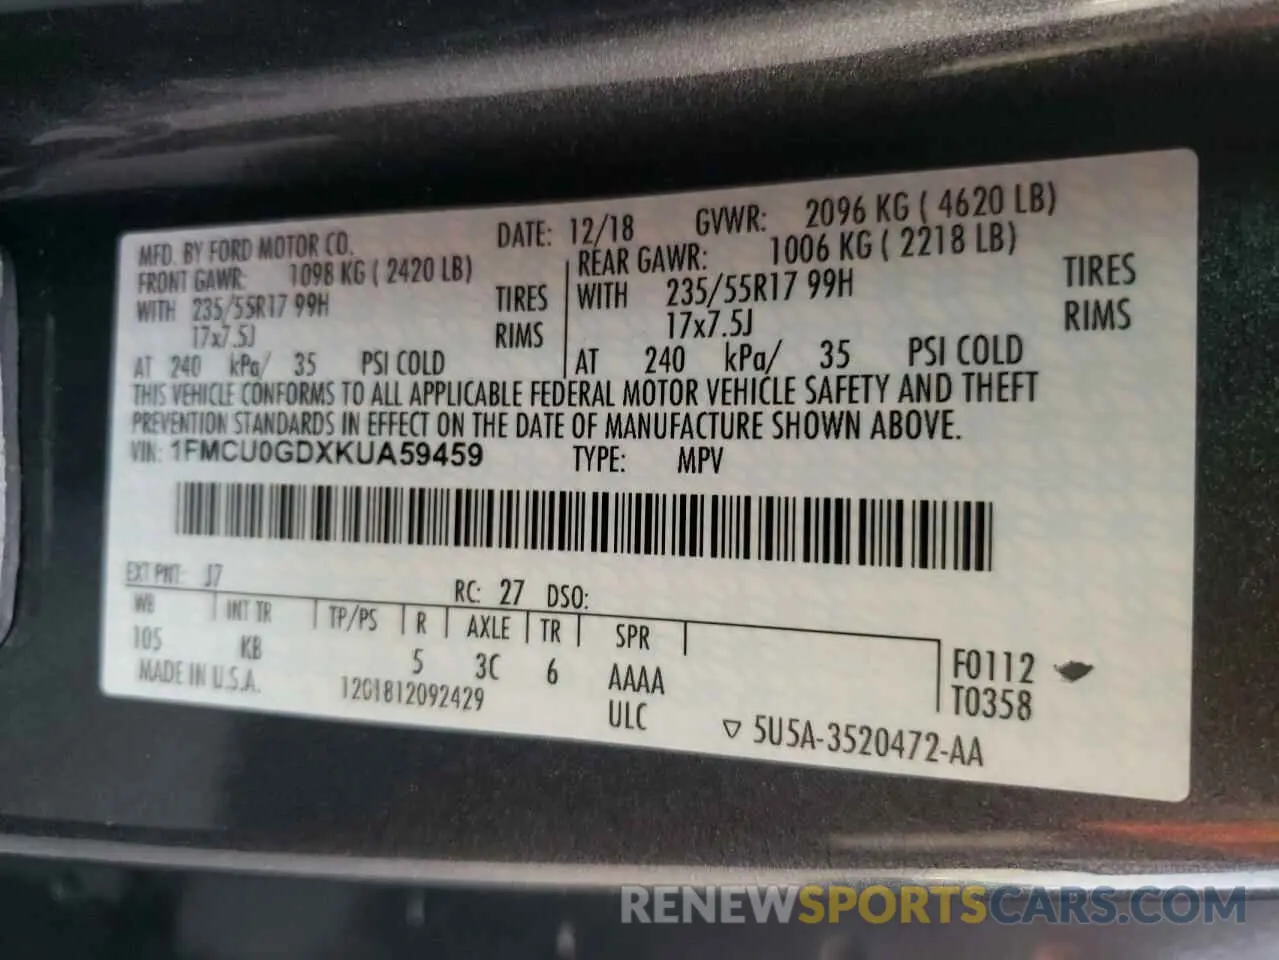 MFD. BY FORD MOTOR CO. DATE: 12/18 GVWR: 2096 KG ( 4620 LB)
FRONT GAWR: 1098 KG ( 2420 LB) REAR GAWR: 1006 KG ( 2218 LB)
WITH 235/55R17 99H TIRES WITH 235/55R17 99H TIRES
17x7.5J RIMS 17x7.5J RIMS
AT 240 kPa/ 35 PSI COLD AT 240 kPa/ 35 PSI COLD
THIS VEHICLE CONFORMS TO ALL APPLICABLE FEDERAL MOTOR VEHICLE SAFETY AND THEFT
PREVENTION STANDARDS IN EFFECT ON THE DATE OF MANUFACTURE SHOWN ABOVE.
VIN: 1FMCU0GDXKUA59459 TYPE: MPV
EXT PNT: J7 RC: 27 DSO:
WB INT TR TP/PS R AXLE TR SPR
105 KB 5 3C 6 AAAA F0112
MADE IN U.S.A. 1201812092429 ULC T0358
▽ 5U5A-3520472-AA
RENEWSPORTSCARS.COM